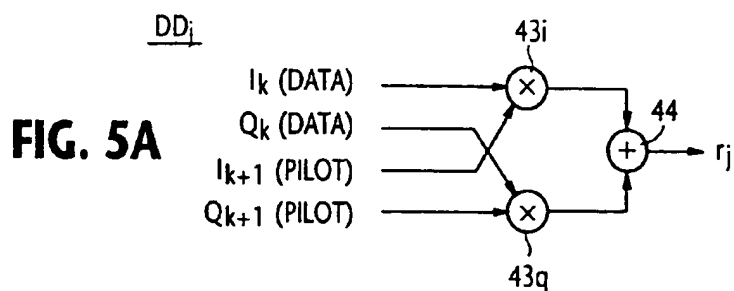 DDj
FIG. 5A
Ik (DATA)
Qk (DATA)
Ik+1 (PILOT)
Qk+1 (PILOT)
43i
×
44
+
rj
×
43q